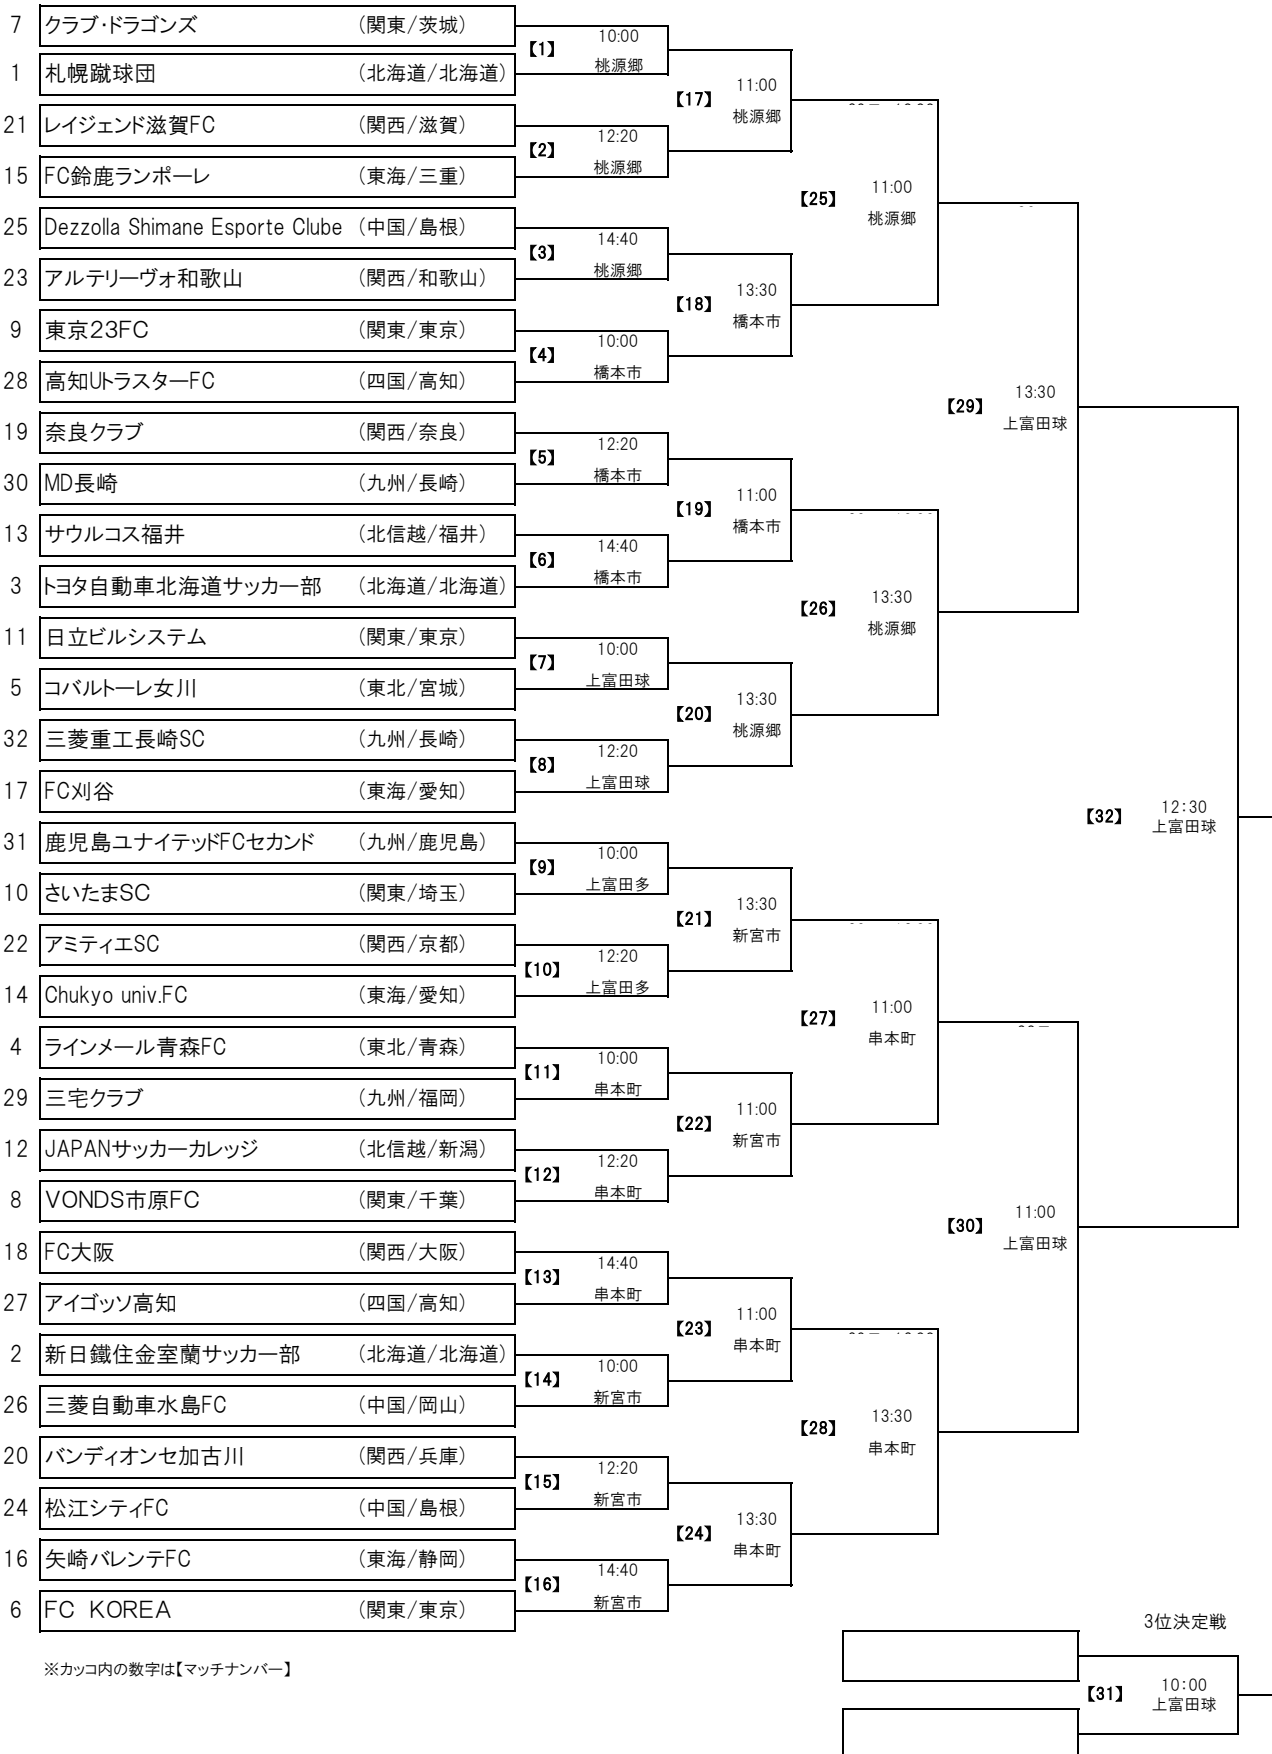 7 クラブ・ドラゴンズ (関東/茨城)
【1】 10:00
桃源郷
1 札幌蹴球団 (北海道/北海道)
【17】 11:00
桃源郷
21 レイジェンド滋賀FC (関西/滋賀)
【2】 12:20
桃源郷
15 FC鈴鹿ランポーレ (東海/三重)
【25】 11:00
桃源郷
25 Dezzolla Shimane Esporte Clube (中国/島根)
【3】 14:40
桃源郷
23 アルテリーヴォ和歌山 (関西/和歌山)
【18】 13:30
橋本市
9 東京23FC (関東/東京)
【4】 10:00
橋本市
28 高知UトラスターFC (四国/高知)
【29】 13:30
上富田球
19 奈良クラブ (関西/奈良)
【5】 12:20
橋本市
30 MD長崎 (九州/長崎)
【19】 11:00
橋本市
13 サウルコス福井 (北信越/福井)
【6】 14:40
橋本市
3 トヨタ自動車北海道サッカー部 (北海道/北海道)
【26】 13:30
桃源郷
11 日立ビルシステム (関東/東京)
【7】 10:00
上富田球
5 コバルトーレ女川 (東北/宮城)
【20】 13:30
桃源郷
32 三菱重工長崎SC (九州/長崎)
【8】 12:20
上富田球
17 FC刈谷 (東海/愛知)
【32】 12:30
上富田球
31 鹿児島ユナイテッドFCセカンド (九州/鹿児島)
【9】 10:00
上富田多
10 さいたまSC (関東/埼玉)
【21】 13:30
新宮市
22 アミティエSC (関西/京都)
【10】 12:20
上富田多
14 Chukyo univ.FC (東海/愛知)
【27】 11:00
串本町
4 ラインメール青森FC (東北/青森)
【11】 10:00
串本町
29 三宅クラブ (九州/福岡)
【22】 11:00
新宮市
12 JAPANサッカーカレッジ (北信越/新潟)
【12】 12:20
串本町
8 VONDS市原FC (関東/千葉)
【30】 11:00
上富田球
18 FC大阪 (関西/大阪)
【13】 14:40
串本町
27 アイゴッソ高知 (四国/高知)
【23】 11:00
串本町
2 新日鐵住金室蘭サッカー部 (北海道/北海道)
【14】 10:00
新宮市
26 三菱自動車水島FC (中国/岡山)
【28】 13:30
串本町
20 バンディオンセ加古川 (関西/兵庫)
【15】 12:20
新宮市
24 松江シティFC (中国/島根)
【24】 13:30
串本町
16 矢崎バレンテFC (東海/静岡)
【16】 14:40
新宮市
6 FC KOREA (関東/東京)
3位決定戦
※カッコ内の数字は【マッチナンバー】
【31】 10:00
上富田球